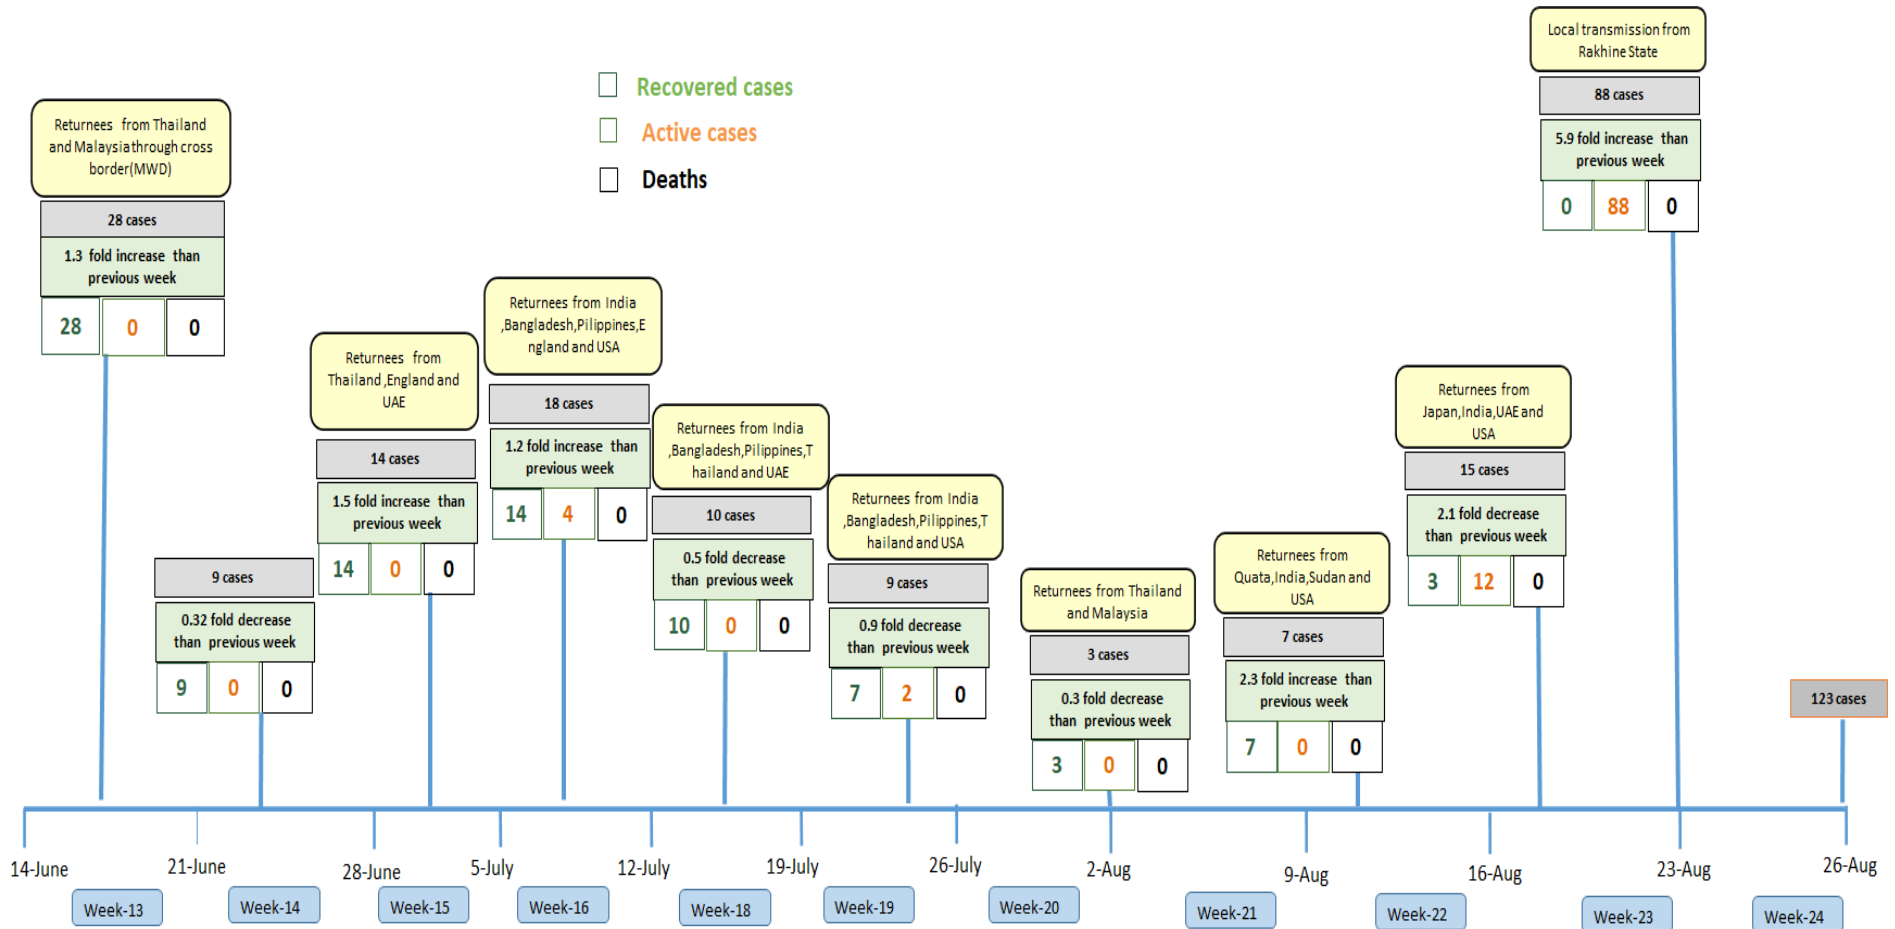 Recovered cases
Active cases
Deaths
Returnees from Thailand
and Malaysia through cross
border(MWD)
28 cases
1.3 fold increase than
previous week
28 0 0
9 cases
0.32 fold decrease
than previous week
9 0 0
Returnees from
Thailand ,England and
UAE
14 cases
1.5 fold increase than
previous week
14 0 0
Returnees from India
,Bangladesh,Pilippines,E
ngland and USA
18 cases
1.2 fold increase than
previous week
14 4 0
Returnees from India
,Bangladesh,Pilippines,T
hailand and UAE
10 cases
0.5 fold decrease
than previous week
10 0 0
Returnees from India
,Bangladesh,Pilippines,T
hailand and USA
9 cases
0.9 fold decrease
than previous week
7 2 0
Returnees from Thailand
and Malaysia
3 cases
0.3 fold decrease
than previous week
3 0 0
Returnees from
Quata,India,Sudan and
USA
7 cases
2.3 fold increase than
previous week
7 0 0
Returnees from
Japan,India,UAE and
USA
15 cases
2.1 fold decrease
than previous week
3 12 0
Local transmission from
Rakhine State
88 cases
5.9 fold increase than
previous week
0 88 0
123 cases
14-June 21-June 28-June 5-July 12-July 19-July 26-July 2-Aug 9-Aug 16-Aug 23-Aug 26-Aug
Week-13 Week-14 Week-15 Week-16 Week-18 Week-19 Week-20 Week-21 Week-22 Week-23 Week-24